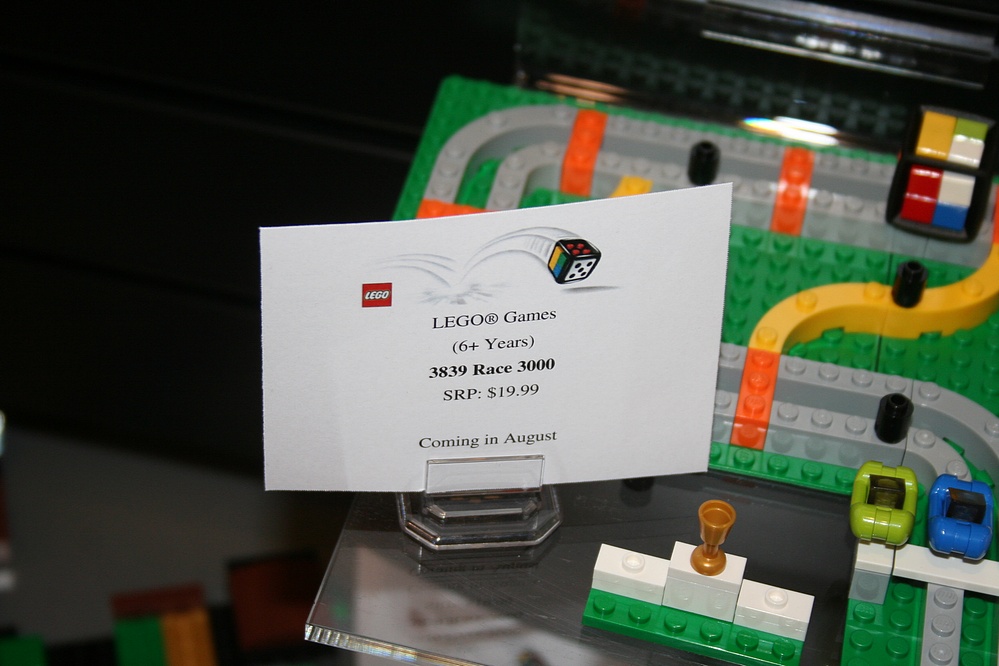 LEGO
LEGO® Games
(6+ Years)
3839 Race 3000
SRP: $19.99
Coming in August